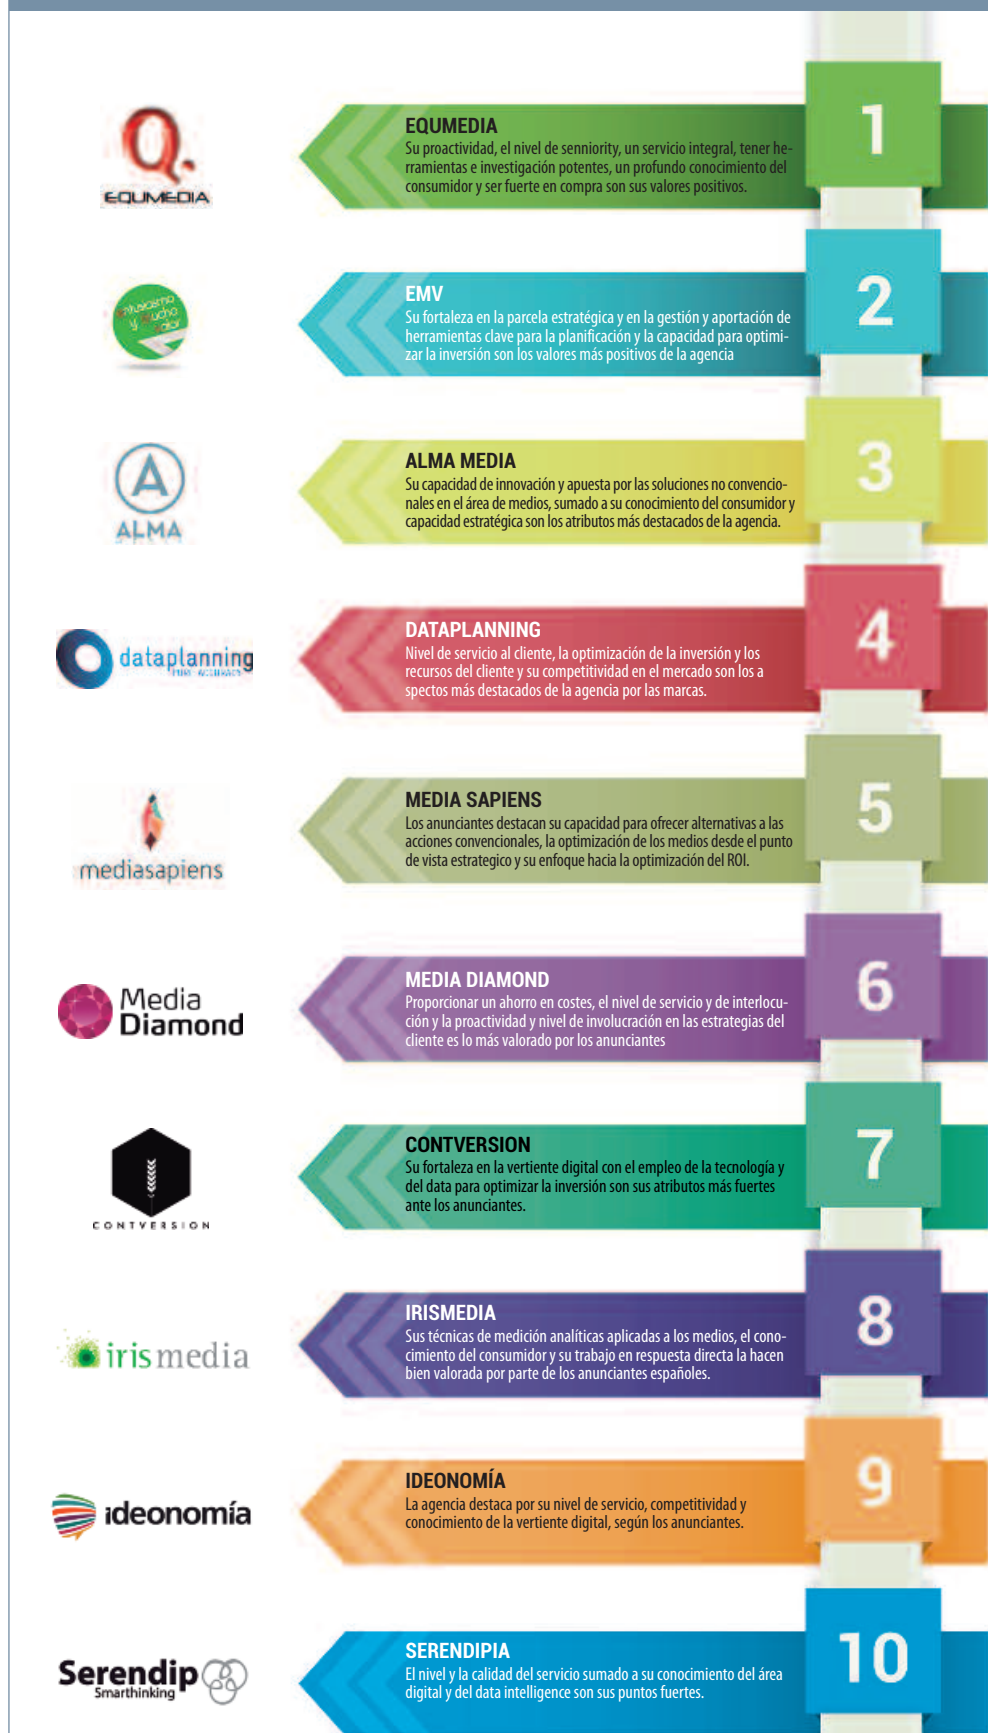 1
EQUMEDIA
EQUMEDIA
Su proactividad, el nivel de senniority, un servicio integral, tener he-
rramientas e investigación potentes, un profundo conocimiento del
consumidor y ser fuerte en compra son sus valores positivos.
2
Entusiasmo
y Mucho
Valor
EMV
Su fortaleza en la parcela estratégica y en la gestión y aportación de
herramientas clave para la planificación y la capacidad para optimi-
zar la inversión son los valores más positivos de la agencia
3
A
ALMA
ALMA MEDIA
Su capacidad de innovación y apuesta por las soluciones no convencio-
nales en el área de medios, sumado a su conocimiento del consumidor y
capacidad estratégica son los atributos más destacados de la agencia.
4
dataplanning
DATAPLANNING
Nivel de servicio al cliente, la optimización de la inversión y los
recursos del cliente y su competitividad en el mercado son los a
spectos más destacados de la agencia por las marcas.
5
mediasapiens
MEDIA SAPIENS
Los anunciantes destacan su capacidad para ofrecer alternativas a las
acciones convencionales, la optimización de los medios desde el punto
de vista estrategico y su enfoque hacia la optimización del ROI.
6
Media
Diamond
MEDIA DIAMOND
Proporcionar un ahorro en costes, el nivel de servicio y de interlocu-
ción y la proactividad y nivel de involucración en las estrategias del
cliente es lo más valorado por los anunciantes
7
CONTVERSION
CONTVERSION
Su fortaleza en la vertiente digital con el empleo de la tecnología y
del data para optimizar la inversión son sus atributos más fuertes
ante los anunciantes.
8
irismedia
IRISMEDIA
Sus técnicas de medición analíticas aplicadas a los medios, el cono-
cimiento del consumidor y su trabajo en respuesta directa la hacen
bien valorada por parte de los anunciantes españoles.
9
ideonomía
IDEONOMÍA
La agencia destaca por su nivel de servicio, competitividad y
conocimiento de la vertiente digital, según los anunciantes.
10
Serendip
Smarthinking
SERENDIPIA
El nivel y la calidad del servicio sumado a su conocimiento del área
digital y del data intelligence son sus puntos fuertes.